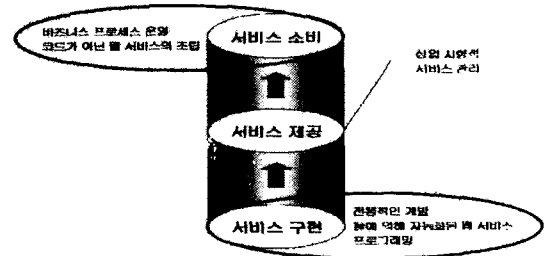 비즈니스 프로세스 운영
코드가 아닌 웹 서비스의 조립
서비스 소비
산업 지향적
서비스 관리
서비스 제공
전통적인 개발
툴에 의해 자동화된 웹 서비스
프로그래밍
서비스 구현